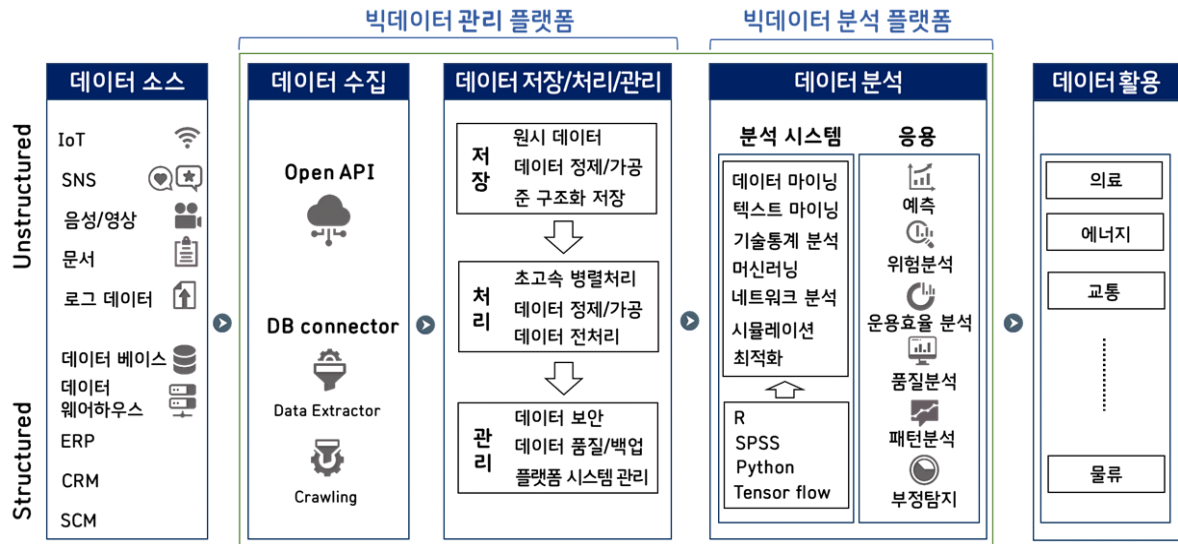 빅데이터 관리 플랫폼
빅데이터 분석 플랫폼
데이터 소스
Unstructured
IoT
SNS
음성/영상
문서
로그 데이터
Structured
데이터 베이스
데이터
웨어하우스
ERP
CRM
SCM
데이터 수집
Open API
DB connector
Data Extractor
Crawling
데이터 저장/처리/관리
저장
원시 데이터
데이터 정제/가공
준 구조화 저장
처리
초고속 병렬처리
데이터 정제/가공
데이터 전처리
관리
데이터 보안
데이터 품질/백업
플랫폼 시스템 관리
데이터 분석
분석 시스템
데이터 마이닝
텍스트 마이닝
기술통계 분석
머신러닝
네트워크 분석
시뮬레이션
최적화
R
SPSS
Python
Tensor flow
응용
예측
위험분석
운용효율 분석
품질분석
패턴분석
부정탐지
데이터 활용
의료
에너지
교통
물류